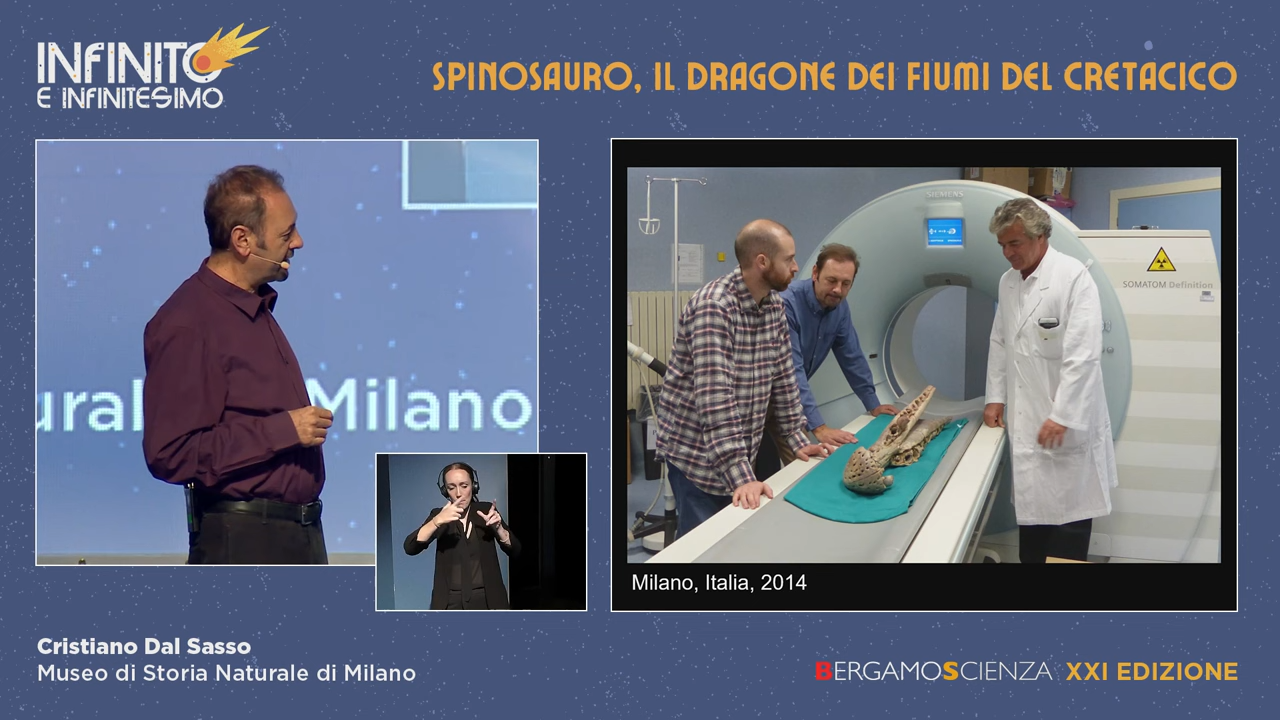 INFINITO
E INFINITESIMO
SPINOSAURO, IL DRAGONE DEI FIUMI DEL CRETACICO
ural
Milano
SIEMENS
SOMATOM Definition
Milano, Italia, 2014
Cristiano Dal Sasso
Museo di Storia Naturale di Milano
BERGAMOSCIENZA XXI EDIZIONE